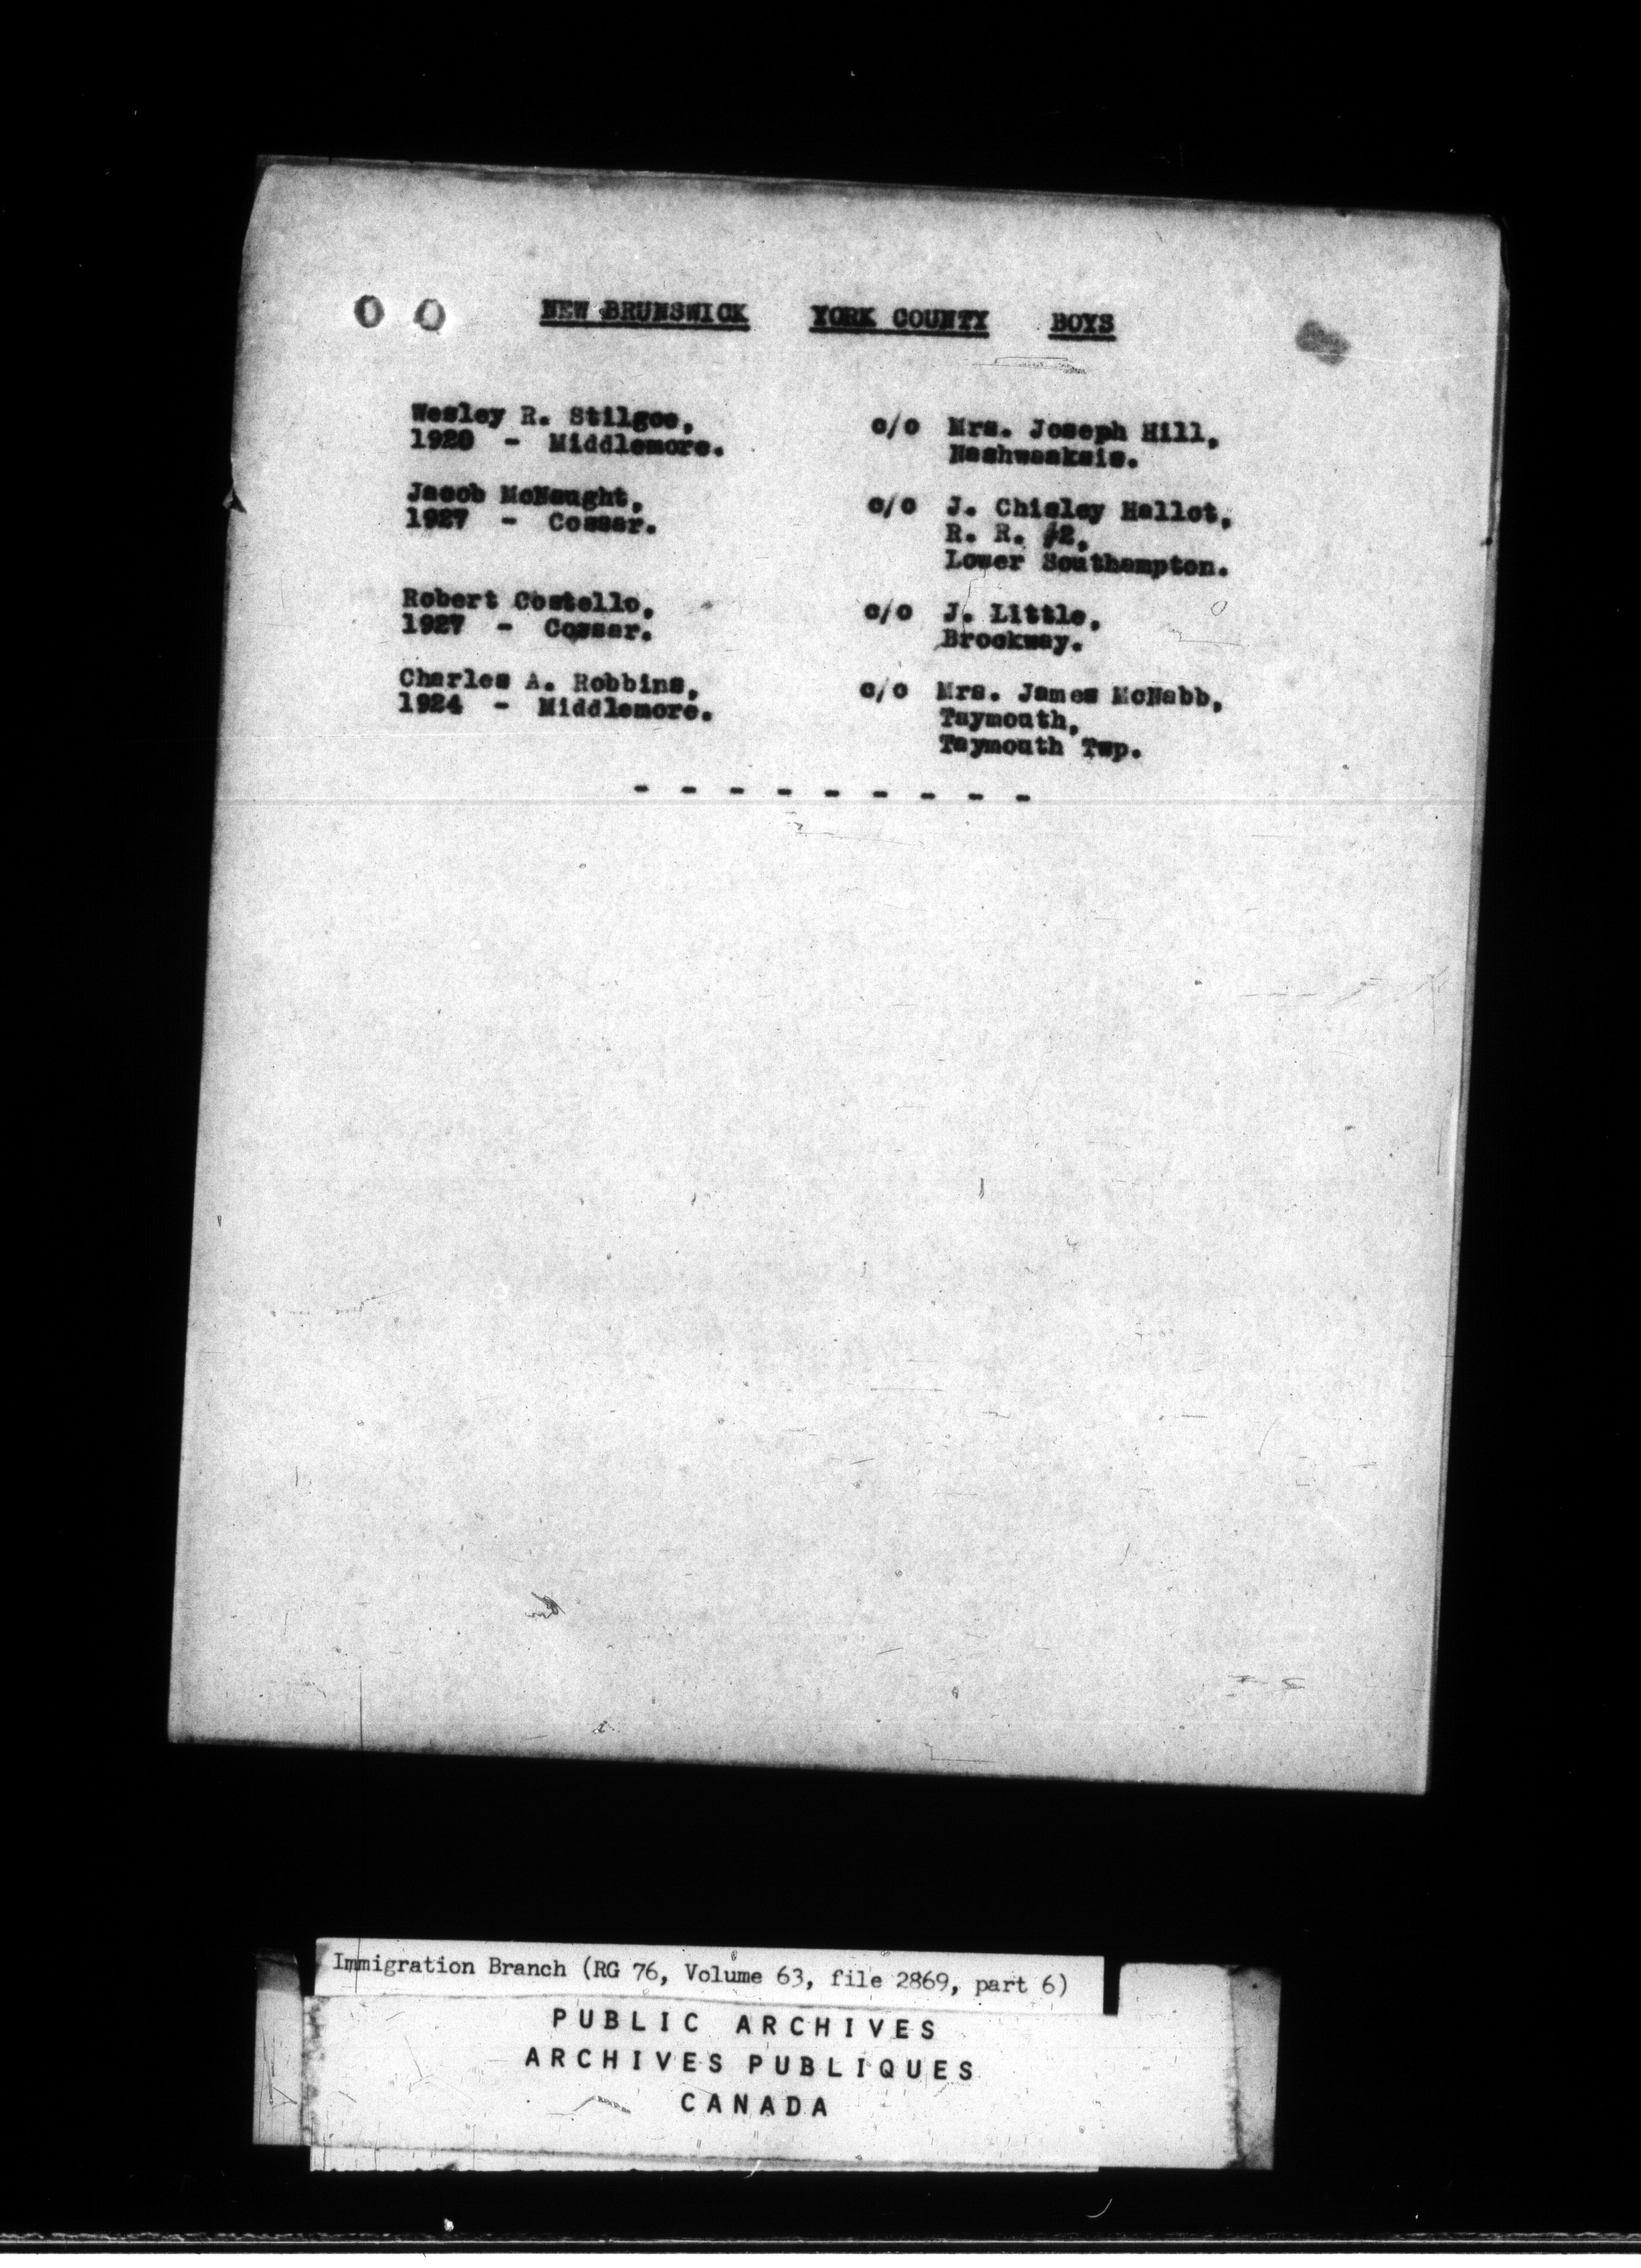 NEW BRUNSWICK YORK COUNTY BOYS
Wesley R. Stilgoe,
1920 - Middlemore.
c/o Mrs. Joseph Hill,
Nashwaaksis.
Jacob McNaught,
1927 - Cossar.
c/o J. Chisley Hallot,
R. R. #2,
Lower Southampton.
Robert Costello,
1927 - Cossar.
c/o J. Little,
Brockway.
Charles A. Robbins,
1924 - Middlemore.
c/o Mrs. James McNabb,
Taymouth,
Taymouth Twp.
- - - - - - - - -
Immigration Branch (RG 76, Volume 63, file 2869, part 6)
PUBLIC ARCHIVES
ARCHIVES PUBLIQUES
CANADA